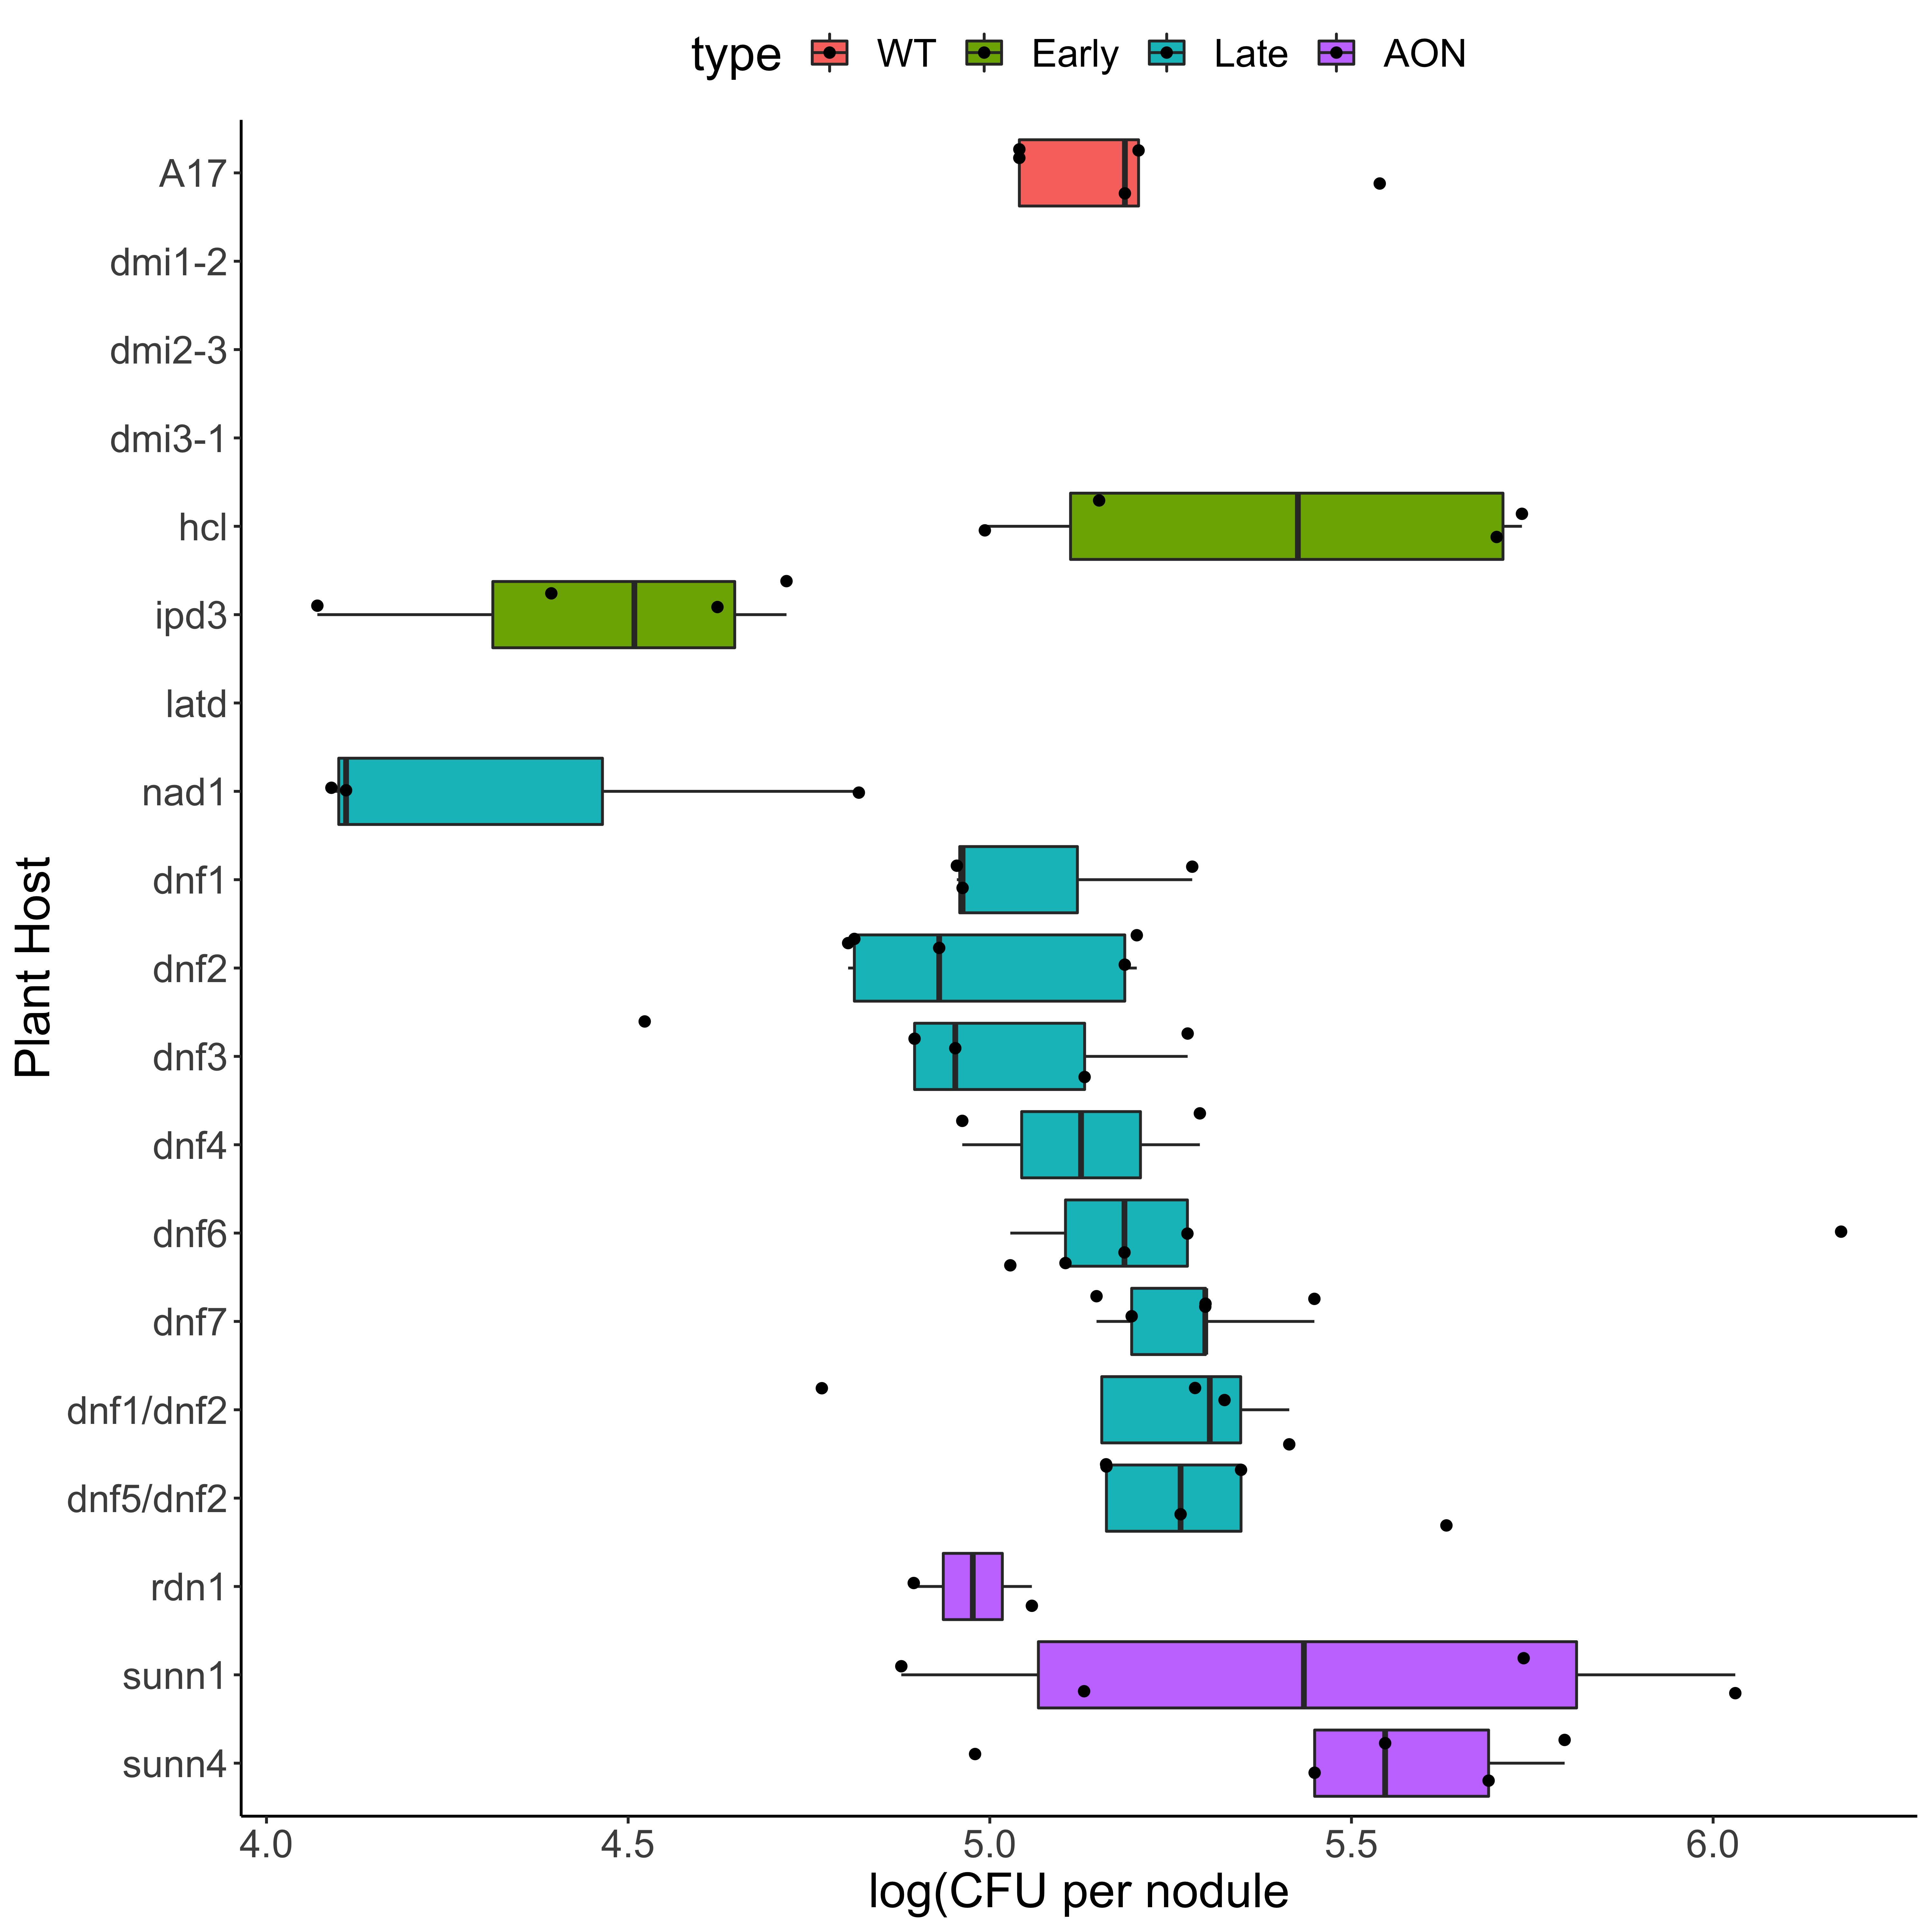 type WT Early Late AON
A17
dmi1-2
dmi2-3
dmi3-1
hcl
ipd3
latd
nad1
dnf1
dnf2
dnf3
dnf4
dnf6
dnf7
dnf1/dnf2
dnf5/dnf2
rdn1
sunn1
sunn4
Plant Host
4.0 4.5 5.0 5.5 6.0
log(CFU per nodule